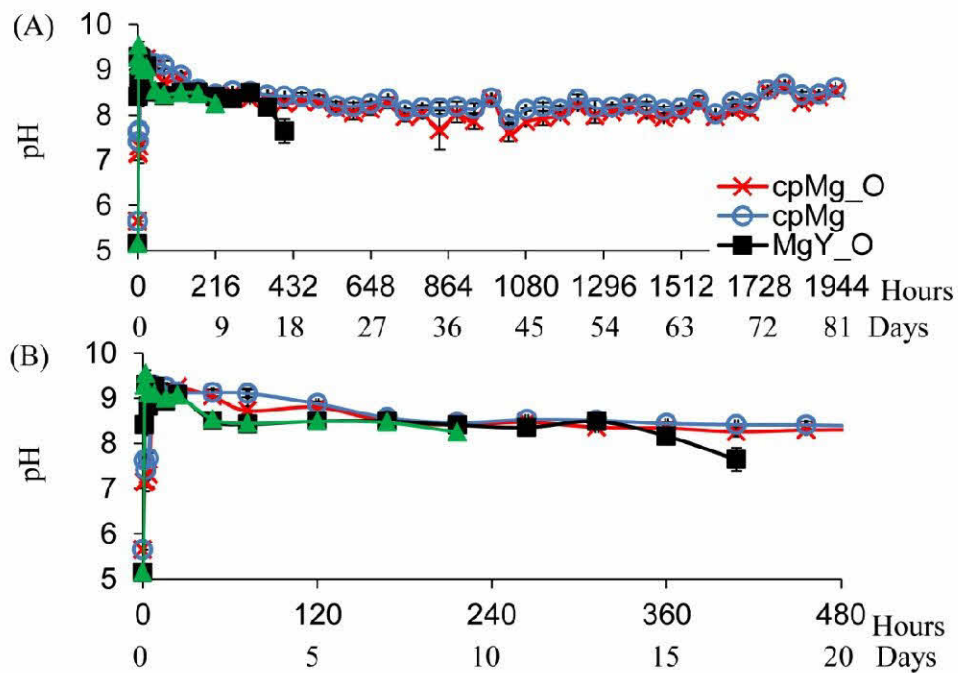 (A)
10
9
8
7
6
5
pH
cpMg_O
cpMg
MgY_O
0 216 432 648 864 1080 1296 1512 1728 1944 Hours
0 9 18 27 36 45 54 63 72 81 Days
(B)
10
9
8
7
6
5
pH
0 120 240 360 480 Hours
0 5 10 15 20 Days